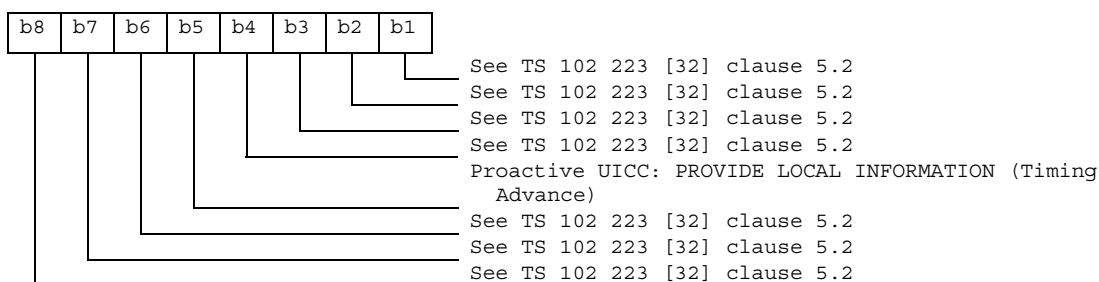 b8 b7 b6 b5 b4 b3 b2 b1
See TS 102 223 [32] clause 5.2
See TS 102 223 [32] clause 5.2
See TS 102 223 [32] clause 5.2
See TS 102 223 [32] clause 5.2
Proactive UICC: PROVIDE LOCAL INFORMATION (Timing
Advance)
See TS 102 223 [32] clause 5.2
See TS 102 223 [32] clause 5.2
See TS 102 223 [32] clause 5.2